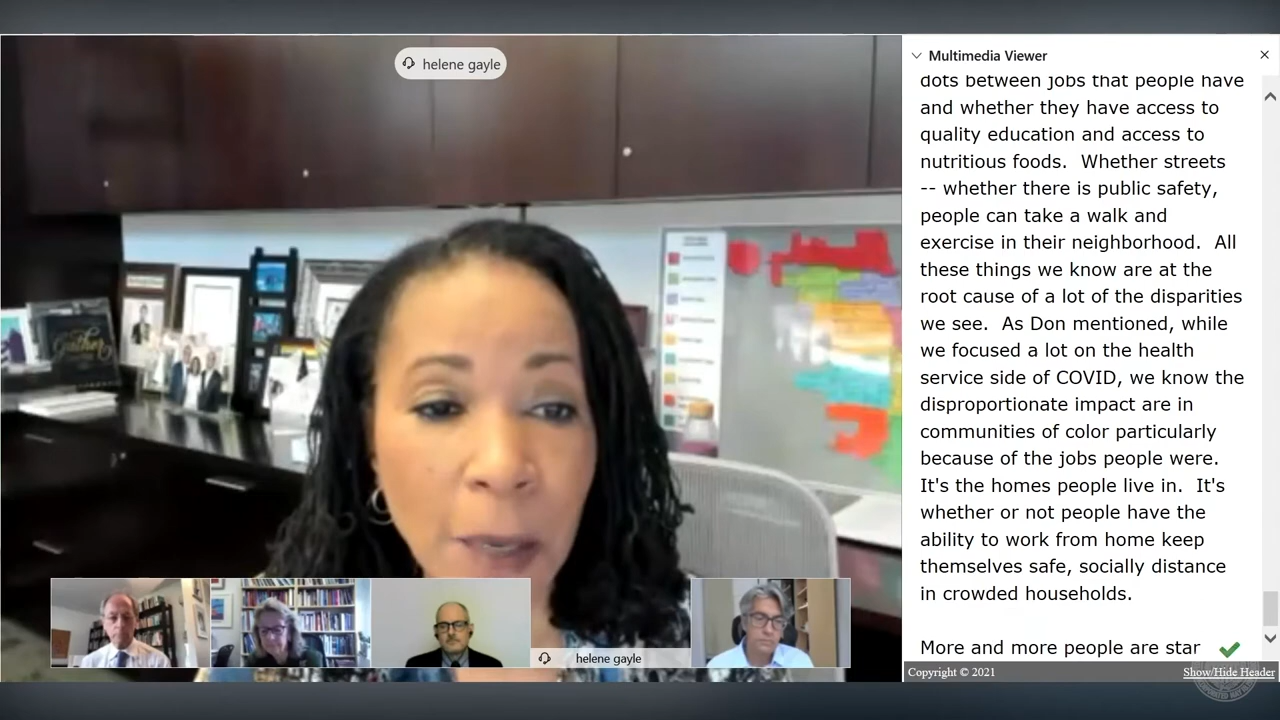 helene gayle
Gather
helene gayle
Multimedia Viewer
dots between jobs that people have
and whether they have access to
quality education and access to
nutritious foods.  Whether streets
-- whether there is public safety,
people can take a walk and
exercise in their neighborhood.  All
these things we know are at the
root cause of a lot of the disparities
we see.  As Don mentioned, while
we focused a lot on the health
service side of COVID, we know the
disproportionate impact are in
communities of color particularly
because of the jobs people were.
It's the homes people live in.  It's
whether or not people have the
ability to work from home keep
themselves safe, socially distance
in crowded households.
More and more people are star
Copyright © 2021
Show/Hide Header